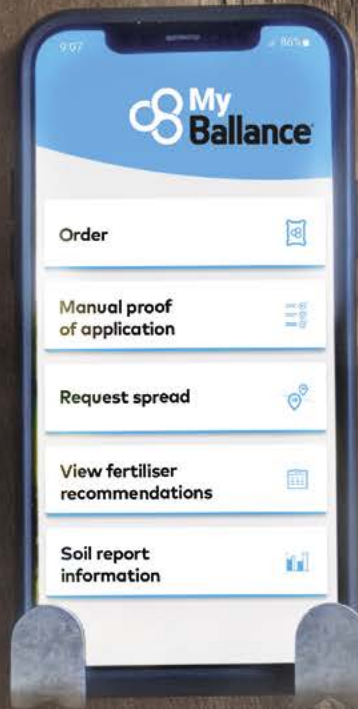 9:07
86%
My
Ballance
Order
Manual proof
of application
Request spread
View fertiliser
recommendations
Soil report
information